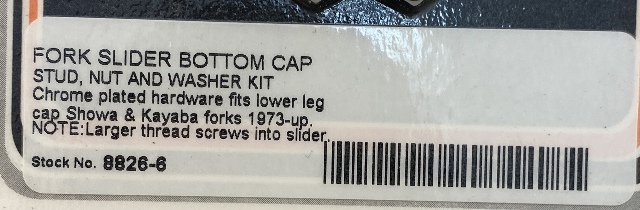 FORK SLIDER BOTTOM CAP
STUD, NUT AND WASHER KIT
Chrome plated hardware fits lower leg
cap Showa & Kayaba forks 1973-up.
NOTE:Larger thread screws into slider.
Stock No. 8826-6